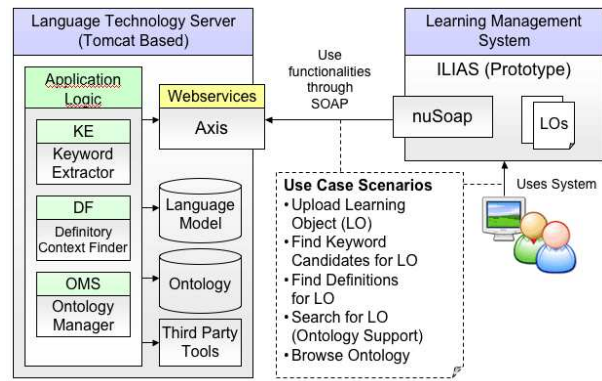 Language Technology Server
(Tomcat Based)
Application
Logic
KE
Keyword
Extractor
DF
Definitory
Context Finder
OMS
Ontology
Manager
Webservices
Axis
Language
Model
Ontology
Third Party
Tools
Use
functionalities
through
SOAP
Learning Management
System
ILIAS (Prototype)
nuSoap
LOs
Uses System
Use Case Scenarios
• Upload Learning
Object (LO)
• Find Keyword
Candidates for LO
• Find Definitions
for LO
• Search for LO
(Ontology Support)
• Browse Ontology